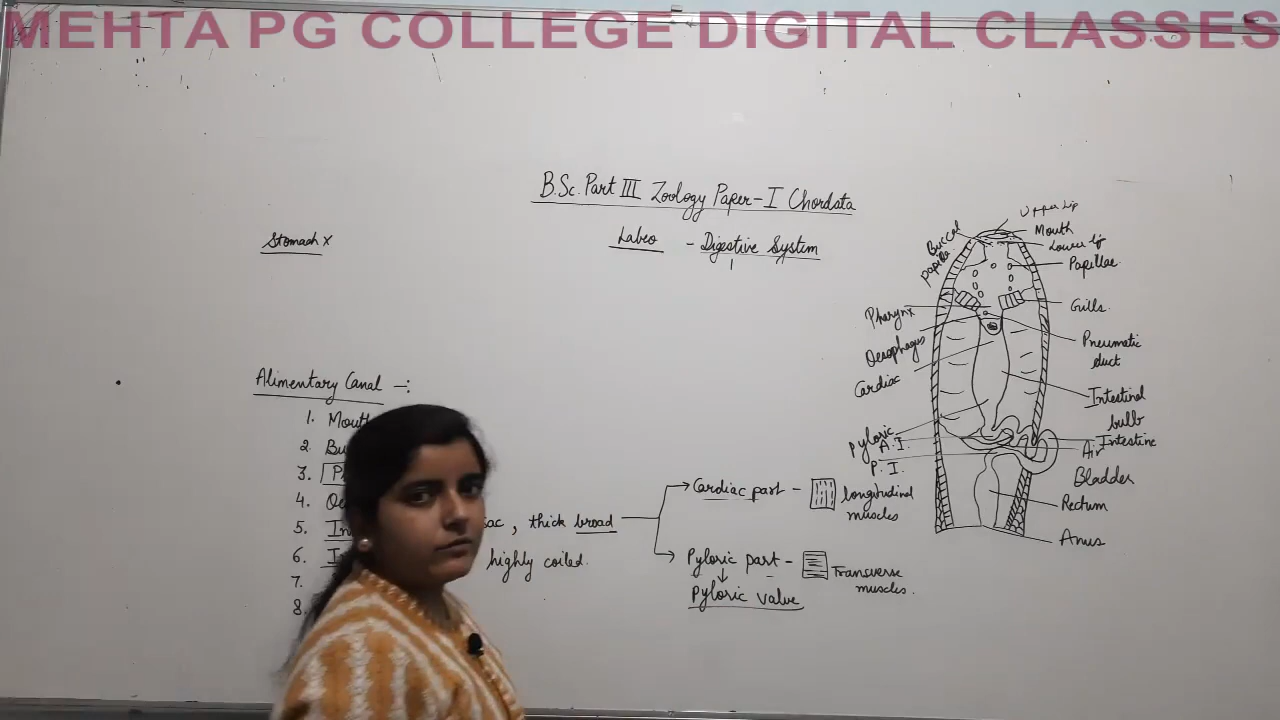 MEHTA PG COLLEGE DIGITAL CLASSES
B.Sc. Part III Zoology Paper-I Chordata
Stomach X
Labeo - Digestive System
Alimentary Canal -:
1. Mouth
2. Bu
3. P
4. Oe
5. In ac, thick broad
6. I highly coiled.
7.
8.
Cardiac part -
longitudinal
muscles
Pyloric part -
Transverse
muscles.
Pyloric valve
Upper lip
Mouth
Lower lip
Buccal
papilla
Papillae
Pharynx
Gills
Oesophagus
Pneumatic
duct
Cardiac
Intestinal
bulb
Pyloric
A.I.
Intestine
P.I.
Air
Bladder
Rectum
Anus